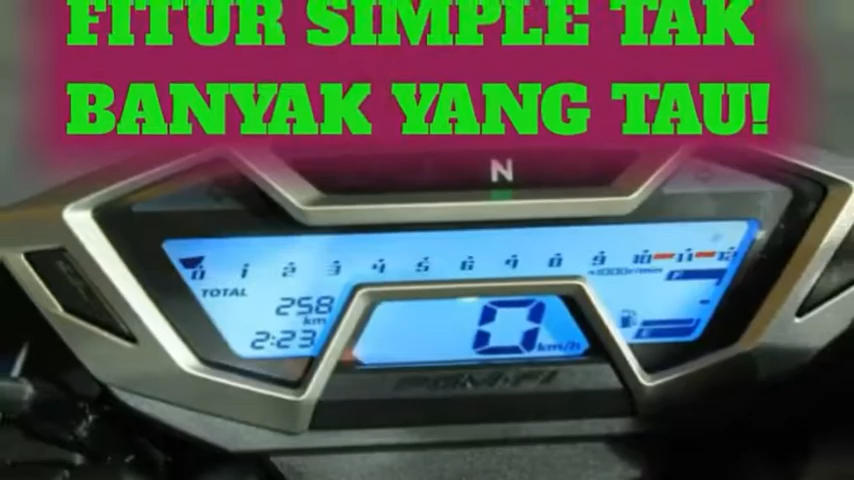 FITUR SIMPLE TAK
BANYAK YANG TAU!
N
0 1 2 3 4 5 6 7 8 9 10 11 12
×1000r/min
TOTAL
258
km
2:23
0 km/h
F
E
PGM-FI